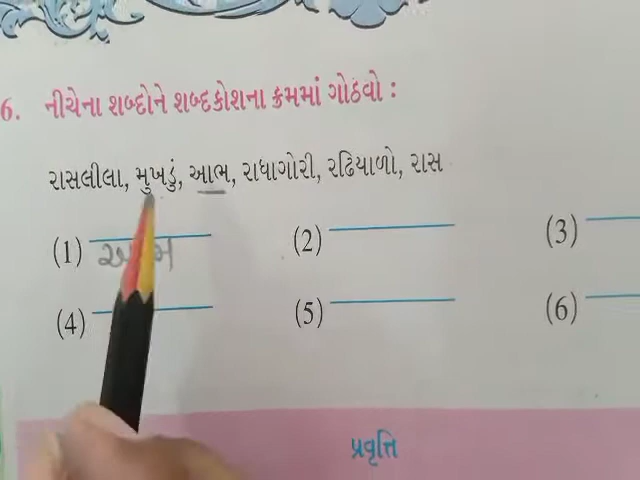 6. નીચેના શબ્દોને શબ્દકોશના ક્રમમાં ગોઠવો :
રાસલીલા, મુખડું, આભ, રાધાગોરી, રઢિયાળો, રાસ
(1) આભ (2) (3)
(4) (5) (6)
પ્રવૃત્તિ